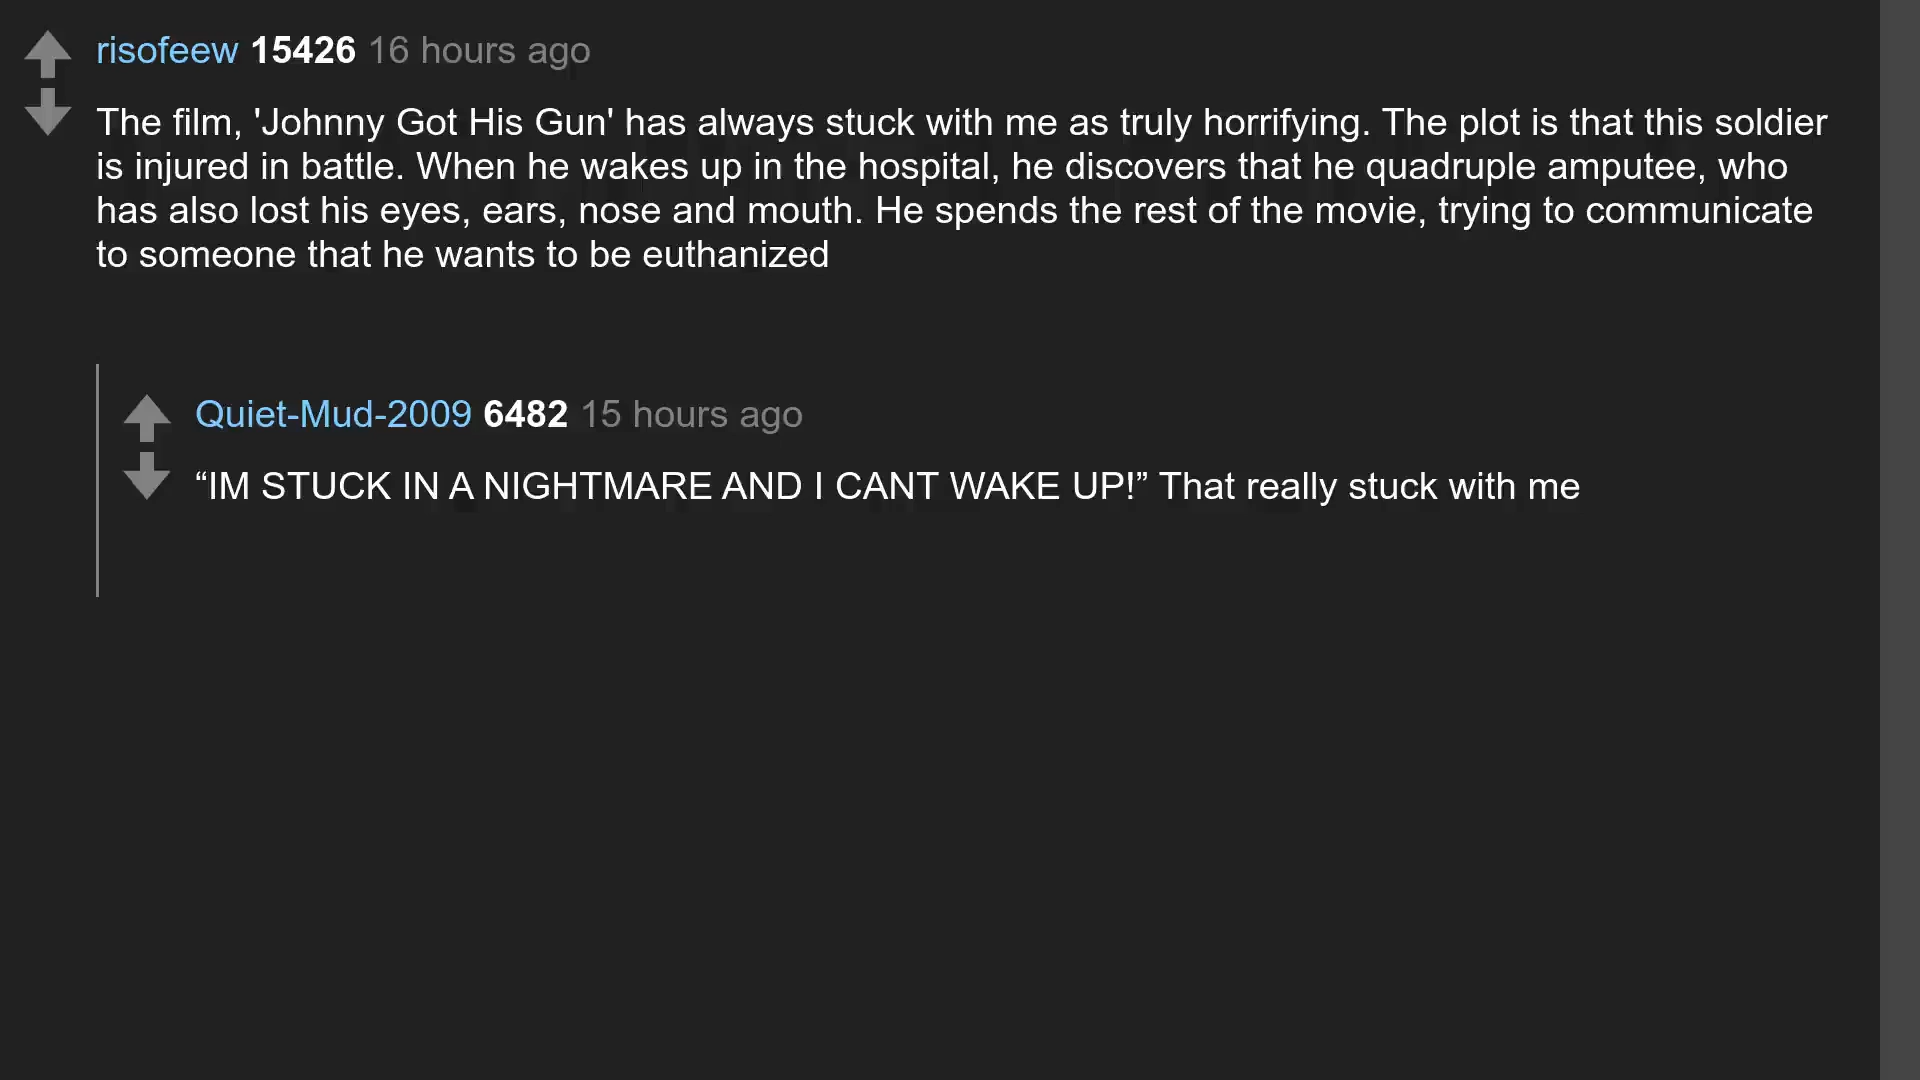 risofeew 15426 16 hours ago
The film, 'Johnny Got His Gun' has always stuck with me as truly horrifying. The plot is that this soldier
is injured in battle. When he wakes up in the hospital, he discovers that he quadruple amputee, who
has also lost his eyes, ears, nose and mouth. He spends the rest of the movie, trying to communicate
to someone that he wants to be euthanized
Quiet-Mud-2009 6482 15 hours ago
“IM STUCK IN A NIGHTMARE AND I CANT WAKE UP!” That really stuck with me